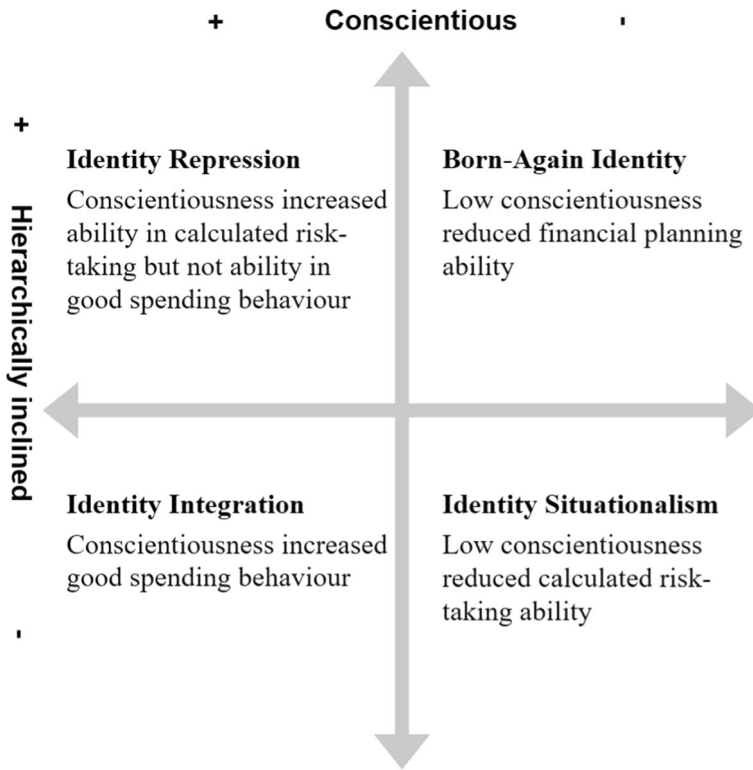 + Conscientious -
+
Hierarchically inclined
-
Identity Repression
Conscientiousness increased
ability in calculated risk-
taking but not ability in
good spending behaviour
Born-Again Identity
Low conscientiousness
reduced financial planning
ability
Identity Integration
Conscientiousness increased
good spending behaviour
Identity Situationalism
Low conscientiousness
reduced calculated risk-
taking ability